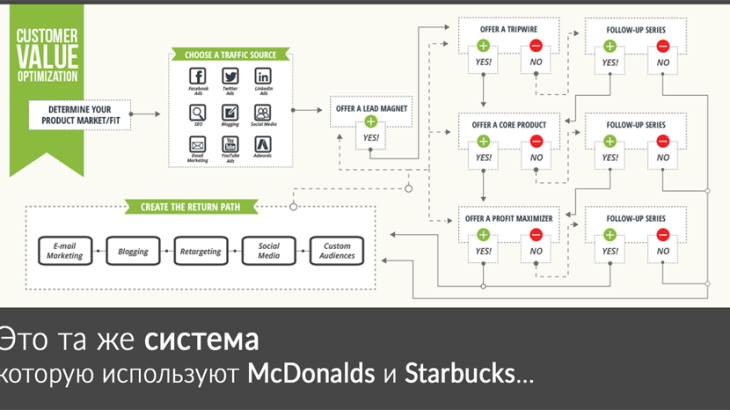 CUSTOMER
VALUE
OPTIMIZATION
DETERMINE YOUR
PRODUCT MARKET/FIT
CHOOSE A TRAFFIC SOURCE
Facebook
Ads
Twitter
Ads
LinkedIn
Ads
SEO
Blogging
Social Media
Email
Marketing
YouTube
Ads
Adwords
OFFER A LEAD MAGNET
YES!
OFFER A TRIPWIRE
YES!
NO
FOLLOW-UP SERIES
YES!
NO
OFFER A CORE PRODUCT
YES!
NO
FOLLOW-UP SERIES
YES!
NO
OFFER A PROFIT MAXIMIZER
YES!
NO
FOLLOW-UP SERIES
YES!
NO
CREATE THE RETURN PATH
E-mail
Marketing
Blogging
Retargeting
Social
Media
Custom
Audiences
Это та же система
которую используют McDonalds и Starbucks...